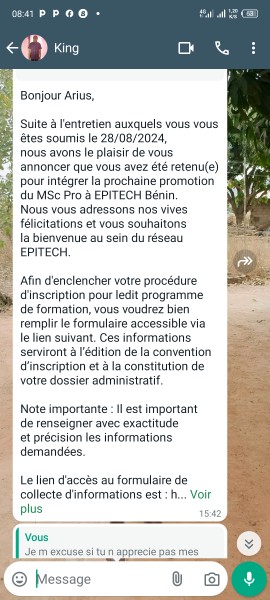 08:41
King
Bonjour Arius,
Suite à l'entretien auxquels vous vous
êtes soumis le 28/08/2024,
nous avons le plaisir de vous
annoncer que vous avez été retenu(e)
pour intégrer la prochaine promotion
du MSc Pro à EPITECH Bénin.
Nous vous adressons nos vives
félicitations et vous souhaitons
la bienvenue au sein du réseau
EPITECH.
Afin d'enclencher votre procédure
d'inscription pour ledit programme
de formation, vous voudrez bien
remplir le formulaire accessible via
le lien suivant. Ces informations
serviront à l'édition de la convention
d'inscription et à la constitution de
votre dossier administratif.
Note importante : Il est important
de renseigner avec exactitude
et précision les informations
demandées.
Le lien d'accès au formulaire de
collecte d'informations est : h... Voir
plus
15:42
Vous
Je m excuse si tu n apprecie pas mes
Message